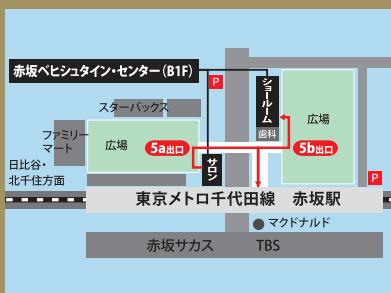 赤坂ベヒシュタイン・センター(B1F)
P
ショールーム
スターバックス
広場
ファミリー
マート
広場
歯科
5a出口
5b出口
サロン
日比谷・
北千住方面
P
東京メトロ千代田線 赤坂駅
マクドナルド
赤坂サカス TBS